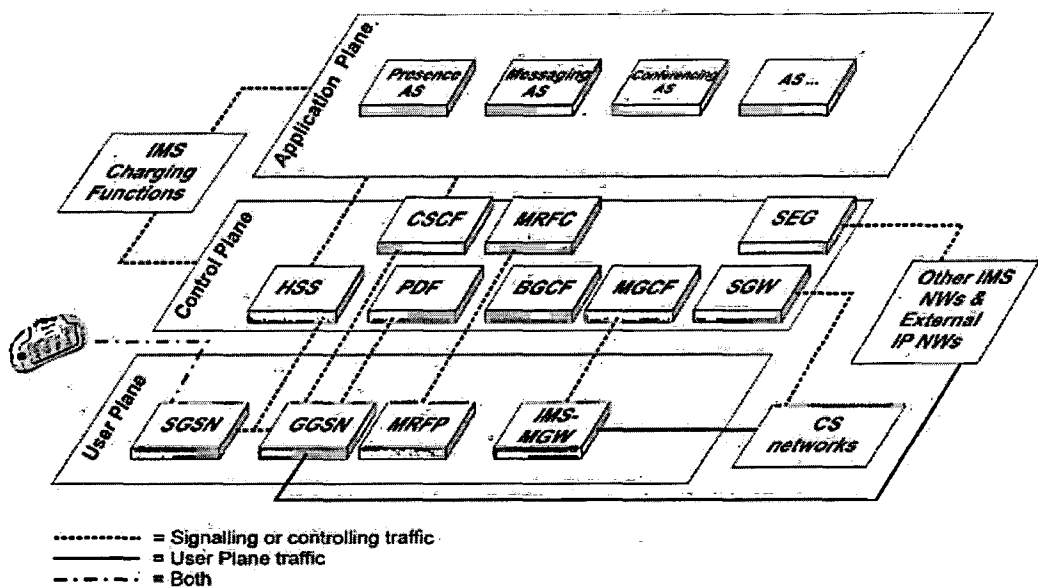 Application Plane.
Presence
AS
Messaging
AS
Conferencing
AS
AS ...
IMS
Charging
Functions
Control Plane
CSCF
MRFC
SEG
HSS
PDF
BGCF
MGCF
SGW
Other IMS
NWs &
External
IP NWs
User Plane
SGSN
GGSN
MRFP
IMS-
MGW
CS
networks
= Signalling or controlling traffic
= User Plane traffic
= Both